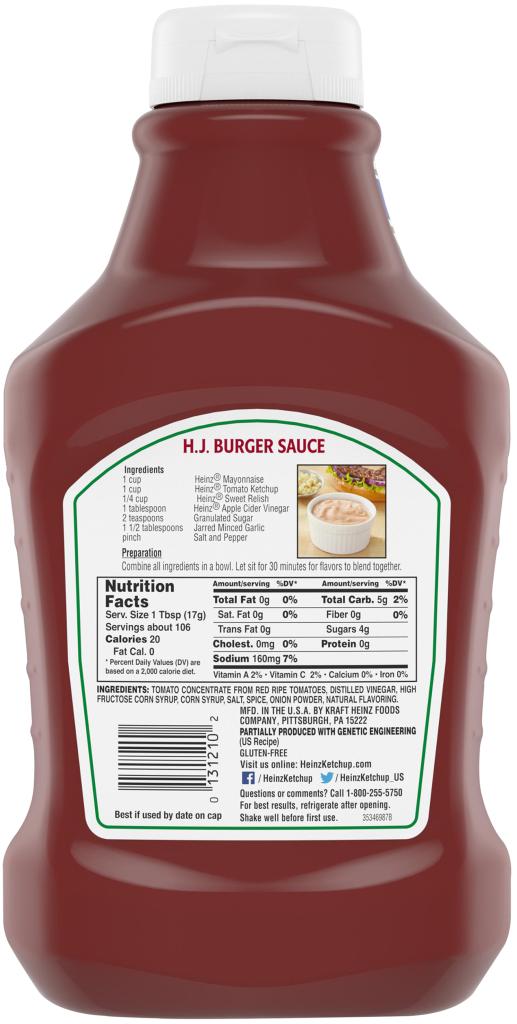 H.J. BURGER SAUCE
Ingredients
1 cup Heinz® Mayonnaise
1 cup Heinz® Tomato Ketchup
1/4 cup Heinz® Sweet Relish
1 tablespoon Heinz® Apple Cider Vinegar
2 teaspoons Granulated Sugar
1 1/2 tablespoons Jarred Minced Garlic
pinch Salt and Pepper
Preparation
Combine all ingredients in a bowl. Let sit for 30 minutes for flavors to blend together.
Nutrition
Facts
Serv. Size 1 Tbsp (17g)
Servings about 106
Calories 20
Fat Cal. 0
* Percent Daily Values (DV) are
based on a 2,000 calorie diet.
Amount/serving %DV* Amount/serving %DV*
Total Fat 0g 0% Total Carb. 5g 2%
Sat. Fat 0g 0% Fiber 0g 0%
Trans Fat 0g Sugars 4g
Cholest. 0mg 0% Protein 0g
Sodium 160mg 7%
Vitamin A 2% • Vitamin C 2% • Calcium 0% • Iron 0%
INGREDIENTS: TOMATO CONCENTRATE FROM RED RIPE TOMATOES, DISTILLED VINEGAR, HIGH
FRUCTOSE CORN SYRUP, CORN SYRUP, SALT, SPICE, ONION POWDER, NATURAL FLAVORING.
MFD. IN THE U.S.A. BY KRAFT HEINZ FOODS
COMPANY, PITTSBURGH, PA 15222
PARTIALLY PRODUCED WITH GENETIC ENGINEERING
(US Recipe)
GLUTEN-FREE
Visit us online: HeinzKetchup.com
f / HeinzKetchup / HeinzKetchup_US
Questions or comments? Call 1-800-255-5750
For best results, refrigerate after opening.
Shake well before first use. 35346987B
0 131210 2
Best if used by date on cap